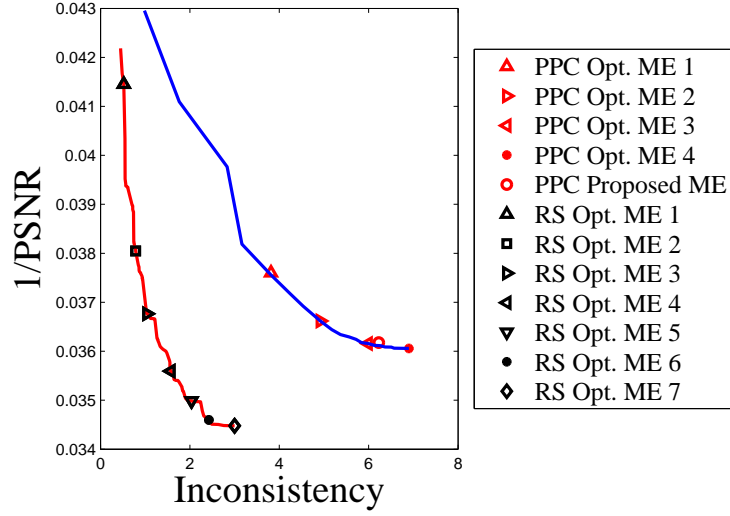 0.043
0.042
0.041
0.04
0.039
0.038
0.037
0.036
0.035
0.034
1/PSNR
0 2 4 6 8
Inconsistency
PPC Opt. ME 1
PPC Opt. ME 2
PPC Opt. ME 3
PPC Opt. ME 4
PPC Proposed ME
RS Opt. ME 1
RS Opt. ME 2
RS Opt. ME 3
RS Opt. ME 4
RS Opt. ME 5
RS Opt. ME 6
RS Opt. ME 7